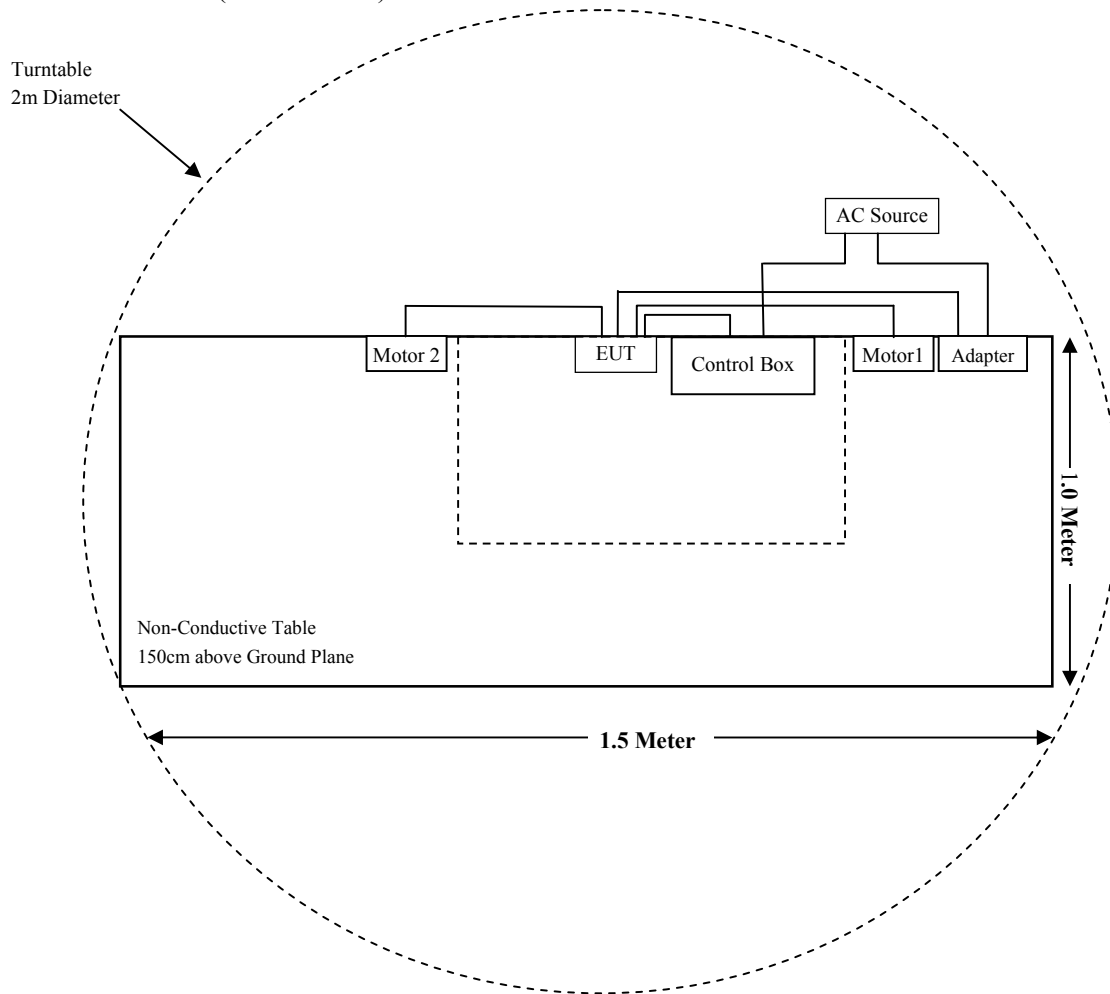 Turntable
2m Diameter
AC Source
Motor 2
EUT
Control Box
Motor1
Adapter
1.0 Meter
Non-Conductive Table
150cm above Ground Plane
1.5 Meter